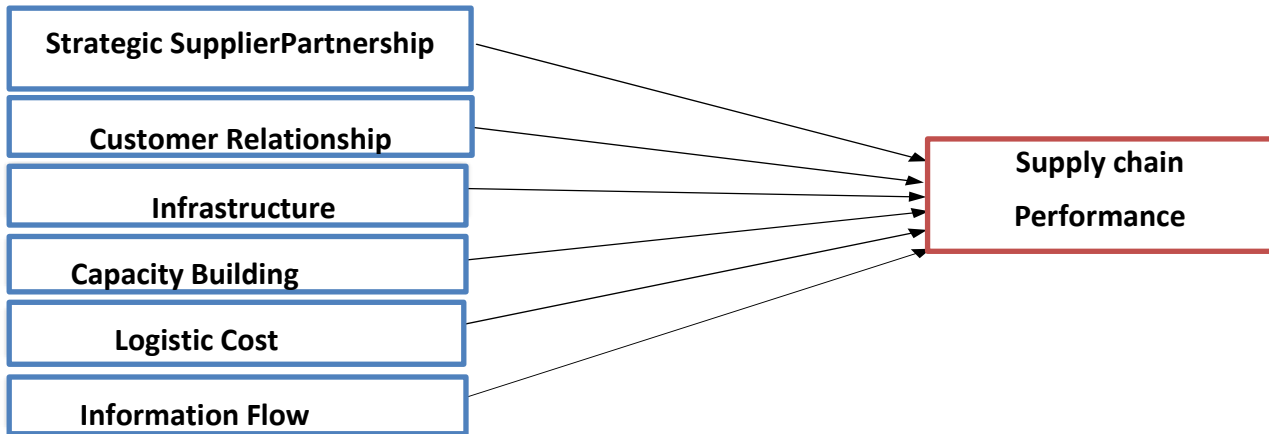 Strategic SupplierPartnership
Customer Relationship
Infrastructure
Capacity Building
Logistic Cost
Information Flow
Supply chain
Performance